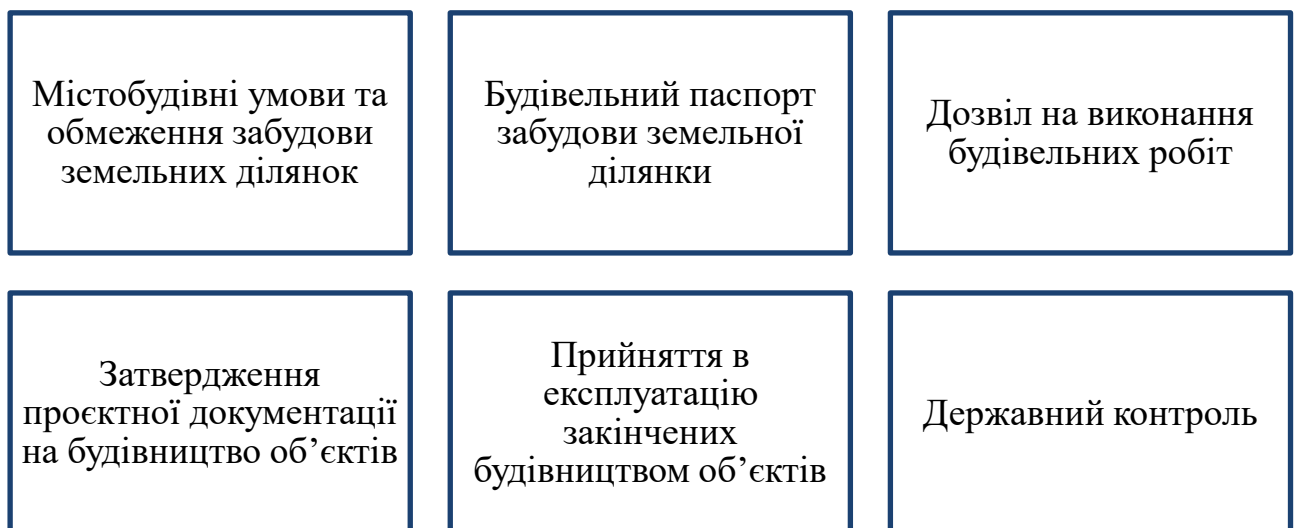 Містобудівні умови та
обмеження забудови
земельних ділянок
Будівельний паспорт
забудови земельної
ділянки
Дозвіл на виконання
будівельних робіт
Затвердження
проєктної документації
на будівництво об’єктів
Прийняття в
експлуатацію
закінчених
будівництвом об’єктів
Державний контроль